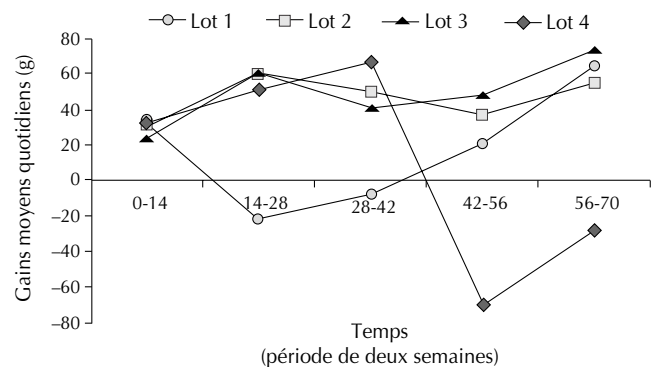 Lot 1 Lot 2 Lot 3 Lot 4
Gains moyens quotidiens (g)
80
60
40
20
0
–20
–40
–60
–80
0-14 14-28 28-42 42-56 56-70
Temps
(période de deux semaines)